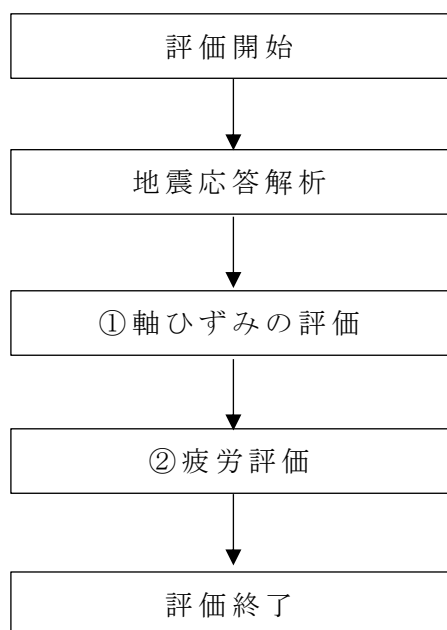 評価開始
地震応答解析
①軸ひずみの評価
②疲労評価
評価終了